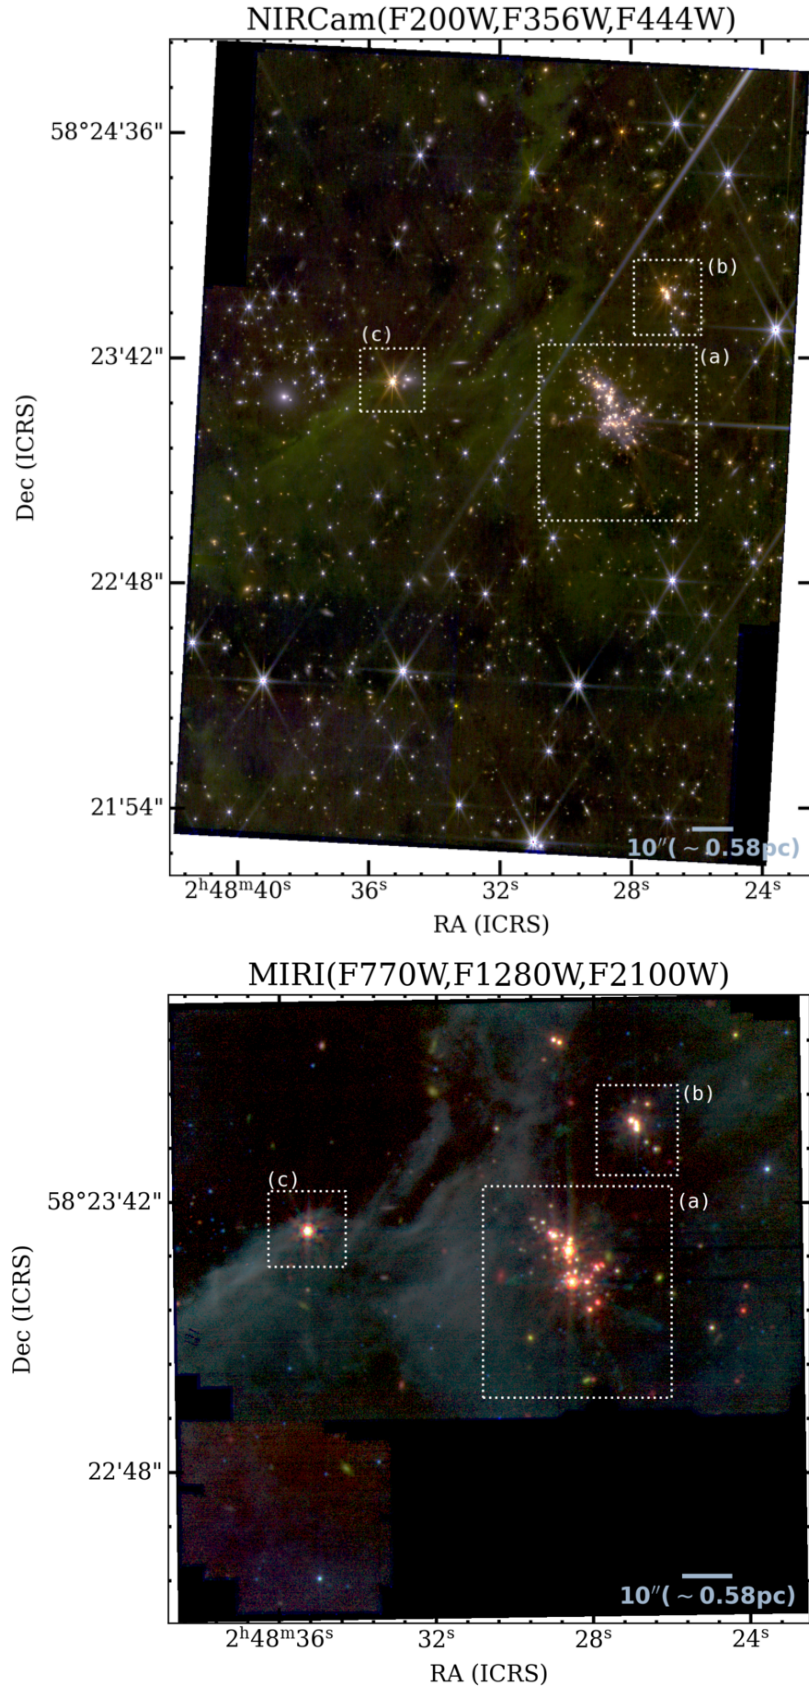 NIRCam(F200W,F356W,F444W)
58°24'36"
(b)
(c)
23'42"
(a)
Dec (ICRS)
22'48"
21'54"
10″(∼0.58pc)
2ʰ48ᵐ40ˢ 36ˢ 32ˢ 28ˢ 24ˢ
RA (ICRS)
MIRI(F770W,F1280W,F2100W)
(b)
(c)
58°23'42"
(a)
Dec (ICRS)
22'48"
10″(∼0.58pc)
2ʰ48ᵐ36ˢ 32ˢ 28ˢ 24ˢ
RA (ICRS)